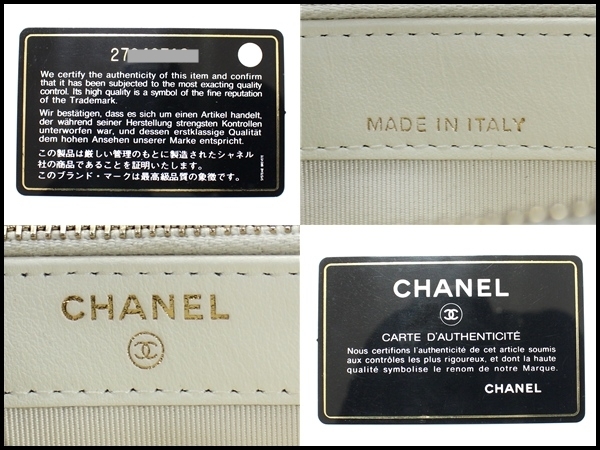 27
We certify the authenticity of this item and confirm
that it has been subjected to the most exacting quality
control. Its high quality is a symbol of the fine reputation
of the Trademark.
Wir bestätigen, dass es sich um einen Artikel handelt,
der während seiner Herstellung strengsten Kontrollen
unterworfen war, und dessen erstklassige Qualität
dem hohen Ansehen unserer Marke entspricht.
この製品は厳しい管理のもとに製造されたシャネル
社の商品であることを証明いたします。
このブランド・マークは最高級品質の象徴です。
MADE IN ITALY
CHANEL
CHANEL
CARTE D'AUTHENTICITÉ
Nous certifions l'authenticité de cet article soumis
aux contrôles les plus rigoureux, et dont la haute
qualité symbolise le renom de notre Marque.
CHANEL